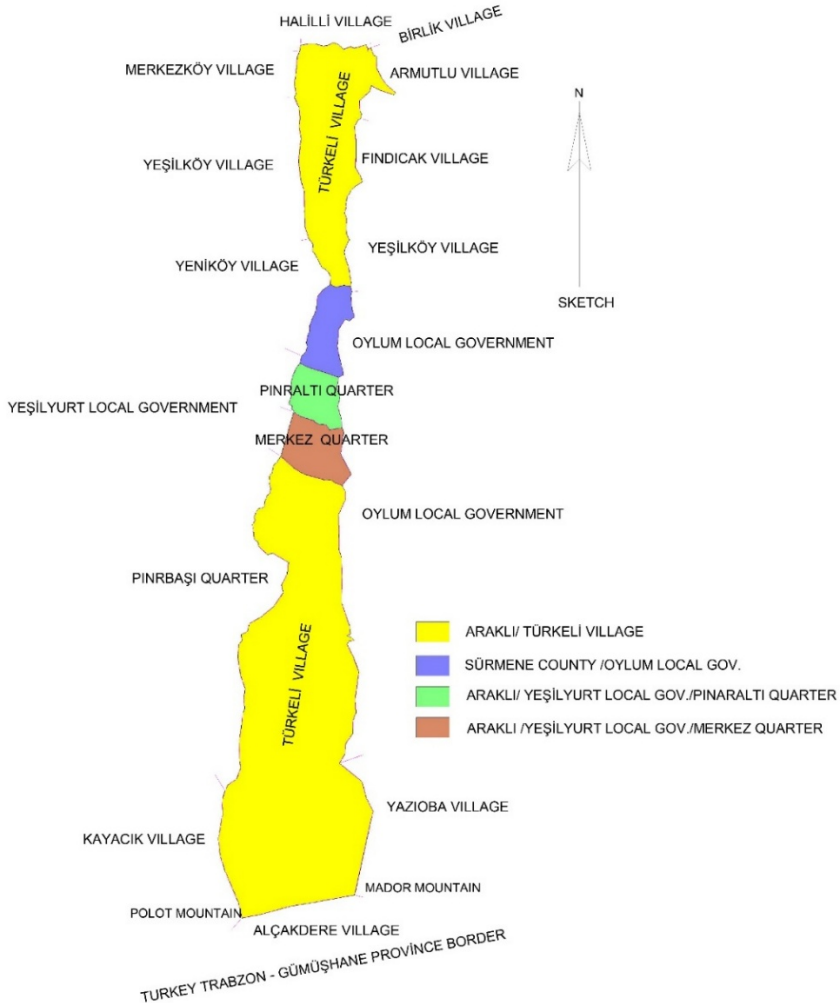 HALİLLİ VILLAGE
BİRLİK VILLAGE
MERKEZKÖY VILLAGE
ARMUTLU VILLAGE
TÜRKELİ VILLAGE
N
YEŞİLKÖY VILLAGE
FINDICAK VILLAGE
YENİKÖY VILLAGE
YEŞİLKÖY VILLAGE
SKETCH
OYLUM LOCAL GOVERNMENT
PINRALTI QUARTER
YEŞİLYURT LOCAL GOVERNMENT
MERKEZ QUARTER
OYLUM LOCAL GOVERNMENT
PINRBAŞI QUARTER
TÜRKELİ VILLAGE
ARAKLI/ TÜRKELİ VILLAGE
SÜRMENE COUNTY /OYLUM LOCAL GOV.
ARAKLI/ YEŞİLYURT LOCAL GOV./PINARALTI QUARTER
ARAKLI /YEŞİLYURT LOCAL GOV./MERKEZ QUARTER
YAZIOBA VILLAGE
KAYACIK VILLAGE
MADOR MOUNTAIN
POLOT MOUNTAIN
ALÇAKDERE VILLAGE
TURKEY TRABZON - GÜMÜŞHANE PROVINCE BORDER